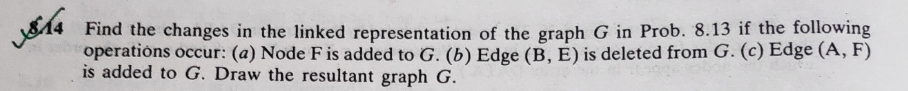 8.14 Find the changes in the linked representation of the graph G in Prob. 8.13 if the following
operations occur: (a) Node F is added to G. (b) Edge (B, E) is deleted from G. (c) Edge (A, F)
is added to G. Draw the resultant graph G.